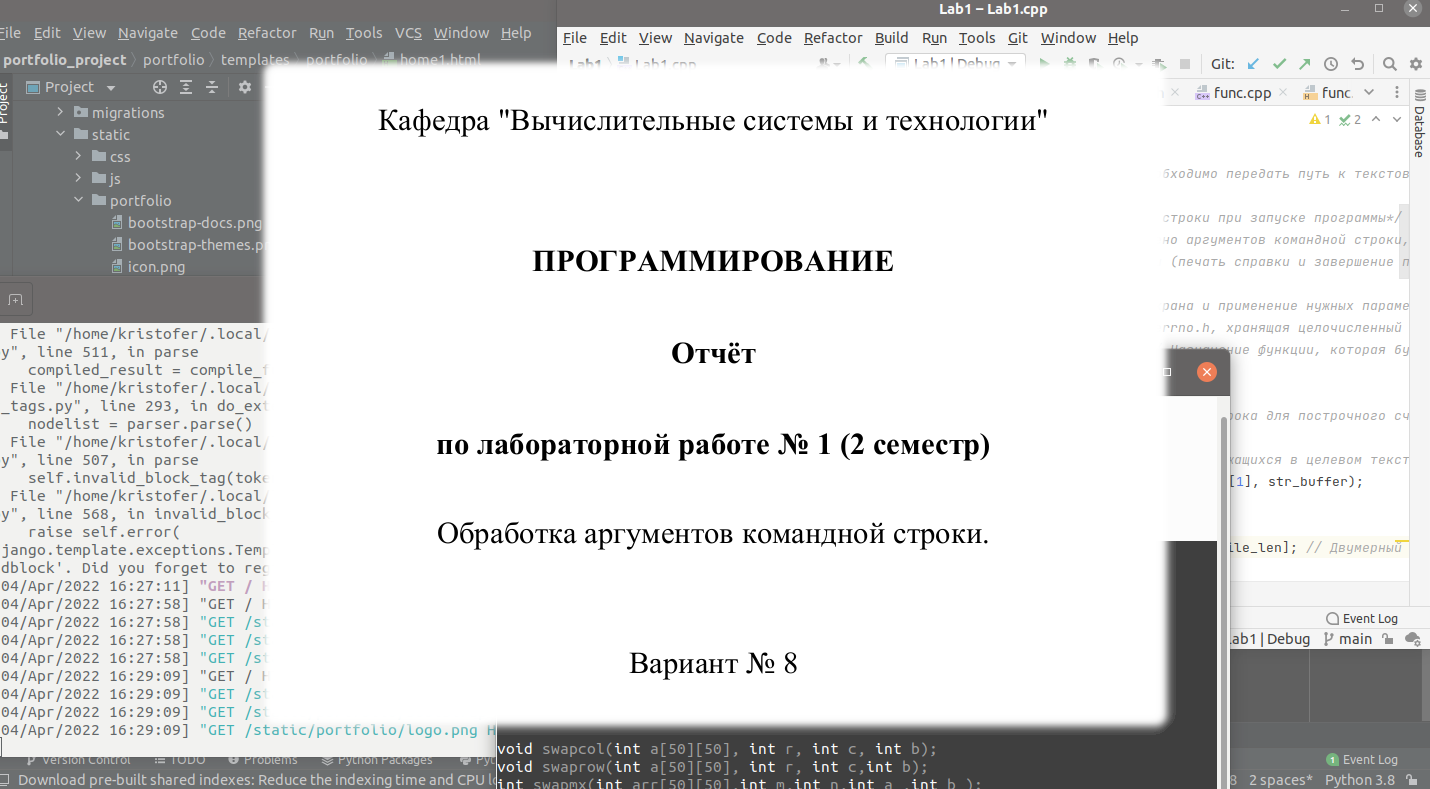 Lab1 – Lab1.cpp
File Edit View Navigate Code Refactor Run Tools VCS Window Help
File Edit View Navigate Code Refactor Build Run Tools Git Window Help
portfolio_project portfolio templates portfolio home1.html
Lab1 Lab1.cpp Lab1 | Debug Git:
Project
Project
func.cpp func.
migrations
1 2
static
css
js
portfolio
bootstrap-docs.png
bootstrap-themes.p
icon.png
Database
Кафедра "Вычислительные системы и технологии"
ПРОГРАММИРОВАНИЕ
Отчёт
по лабораторной работе № 1 (2 семестр)
Обработка аргументов командной строки.
Вариант № 8
бходимо передать путь к текстов
строки при запуске программы*/
но аргументов командной строки,
(печать справки и завершение п
рана и применение нужных параме
rrno.h, хранящая целочисленный
функции, которая бу
рока для построчного сч
жащихся в целевом текст
[1], str_buffer);
ile_len]; // Двумерный
File "/home/kristofer/.local/
y", line 511, in parse
compiled_result = compile_f
File "/home/kristofer/.local/
_tags.py", line 293, in do_ext
nodelist = parser.parse()
File "/home/kristofer/.local/
y", line 507, in parse
self.invalid_block_tag(toke
File "/home/kristofer/.local/
y", line 568, in invalid_block
raise self.error(
jango.template.exceptions.Temp
dblock'. Did you forget to reg
04/Apr/2022 16:27:11] "GET / H
04/Apr/2022 16:27:58] "GET / H
04/Apr/2022 16:27:58] "GET /st
04/Apr/2022 16:27:58] "GET /st
04/Apr/2022 16:27:58] "GET /st
04/Apr/2022 16:29:09] "GET / H
04/Apr/2022 16:29:09] "GET /st
04/Apr/2022 16:29:09] "GET /st
04/Apr/2022 16:29:09] "GET /static/portfolio/logo.png H
Event Log
Lab1 | Debug main
void swapcol(int a[50][50], int r, int c, int b);
void swaprow(int a[50][50], int r, int c,int b);
int swapmx(int arr[50][50],int m,int n,int a ,int b );
Version Control TODO Problems Python Packages Pyt
Event Log
Download pre-built shared indexes: Reduce the indexing time and CPU lo
8 2 spaces* Python 3.8